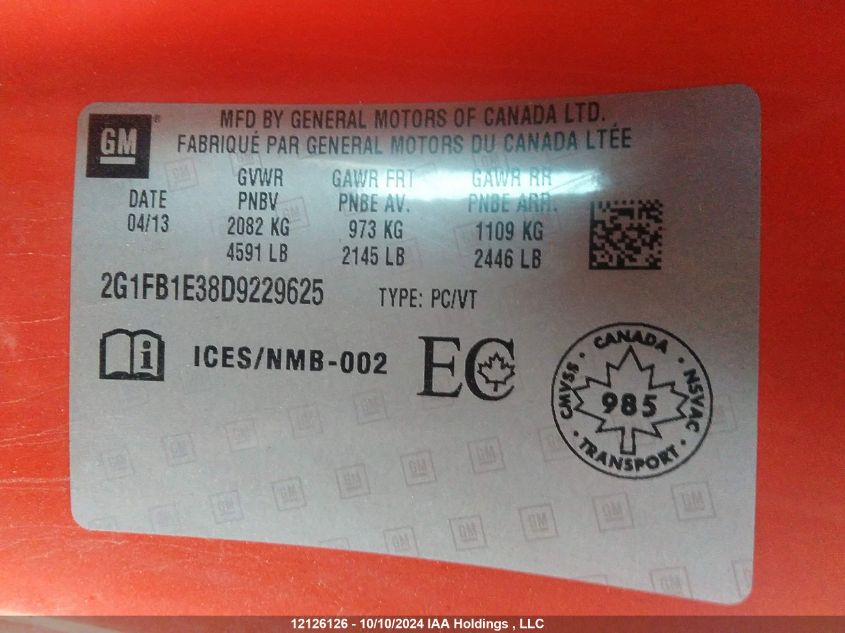 MFD BY GENERAL MOTORS OF CANADA LTD.
FABRIQUÉ PAR GENERAL MOTORS DU CANADA LTÉE
GM
®
DATE
04/13
GVWR
PNBV
2082 KG
4591 LB
GAWR FRT
PNBE AV.
973 KG
2145 LB
GAWR RR
PNBE ARR.
1109 KG
2446 LB
2G1FB1E38D9229625 TYPE: PC/VT
i ICES/NMB-002 EC
CANADA
CMVSS 985 NSVAC
TRANSPORT
12126126 - 10/10/2024 IAA Holdings , LLC